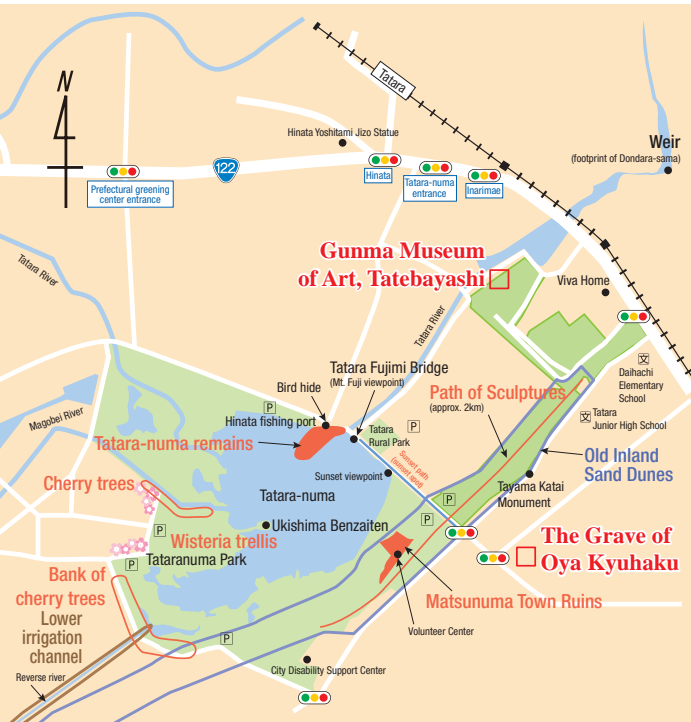 N
Tatara
Hinata Yoshitami Jizo Statue
Weir
(footprint of Dondara-sama)
122
Prefectural greening
center entrance
Hinata
Tatara-numa
entrance
Inarimae
Gunma Museum
of Art, Tatebayashi
Viva Home
Tatara River
Tatara River
文
Daihachi
Elementary
School
Tatara Fujimi Bridge
(Mt. Fuji viewpoint)
Bird hide
P
Hinata fishing port
Path of Sculptures
(approx. 2km)
文
Tatara
Junior High School
Magobei River
Tatara-numa remains
Tatara
Rural Park
P
Old Inland
Sand Dunes
Sunset path
(sunset spot)
Sunset viewpoint
Cherry trees
Tatara-numa
Tayama Katai
Monument
P
P
Ukishima Benzaiten
P
Wisteria trellis
Tataranuma Park
P
The Grave of
Oya Kyuhaku
Bank of
cherry trees
Matsunuma Town Ruins
Lower
irrigation
channel
Volunteer Center
P
Reverse river
City Disability Support Center